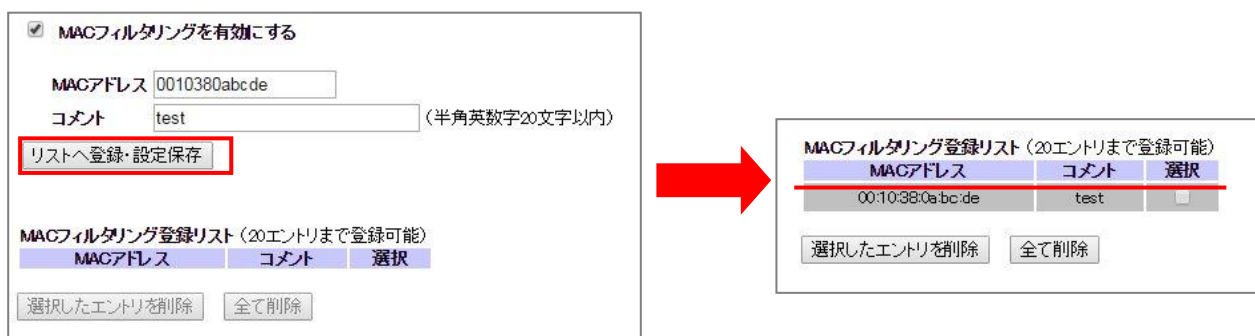 MACフィルタリングを有効にする
MACアドレス 0010380abcde
コメント test (半角英数字20文字以内)
リストへ登録・設定保存
MACフィルタリング登録リスト(20エントリまで登録可能)
MACアドレス コメント 選択
選択したエントリを削除 全て削除
MACフィルタリング登録リスト(20エントリまで登録可能)
MACアドレス コメント 選択
00:10:38:0a:bc:de test
選択したエントリを削除 全て削除